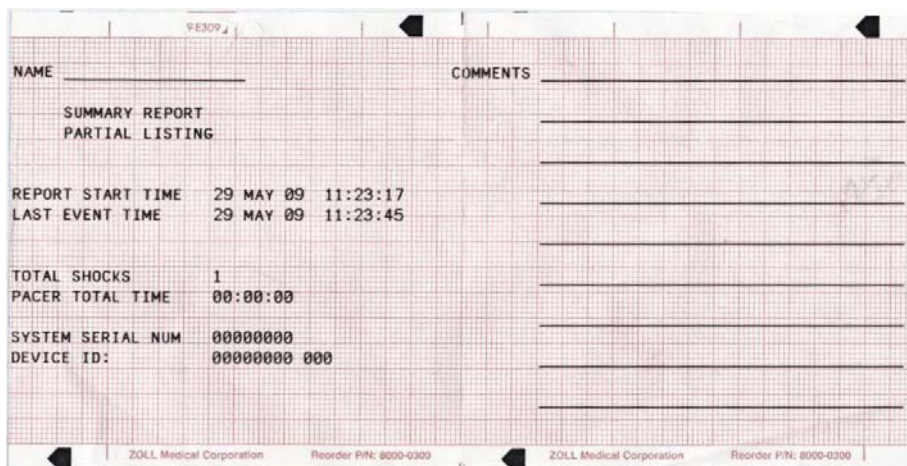 9E309
NAME COMMENTS
SUMMARY REPORT
PARTIAL LISTING
REPORT START TIME 29 MAY 09 11:23:17
LAST EVENT TIME 29 MAY 09 11:23:45
TOTAL SHOCKS 1
PACER TOTAL TIME 00:00:00
SYSTEM SERIAL NUM 00000000
DEVICE ID: 00000000 000
ZOLL Medical Corporation Reorder P/N: 8000-0300 ZOLL Medical Corporation Reorder P/N: 8000-0300